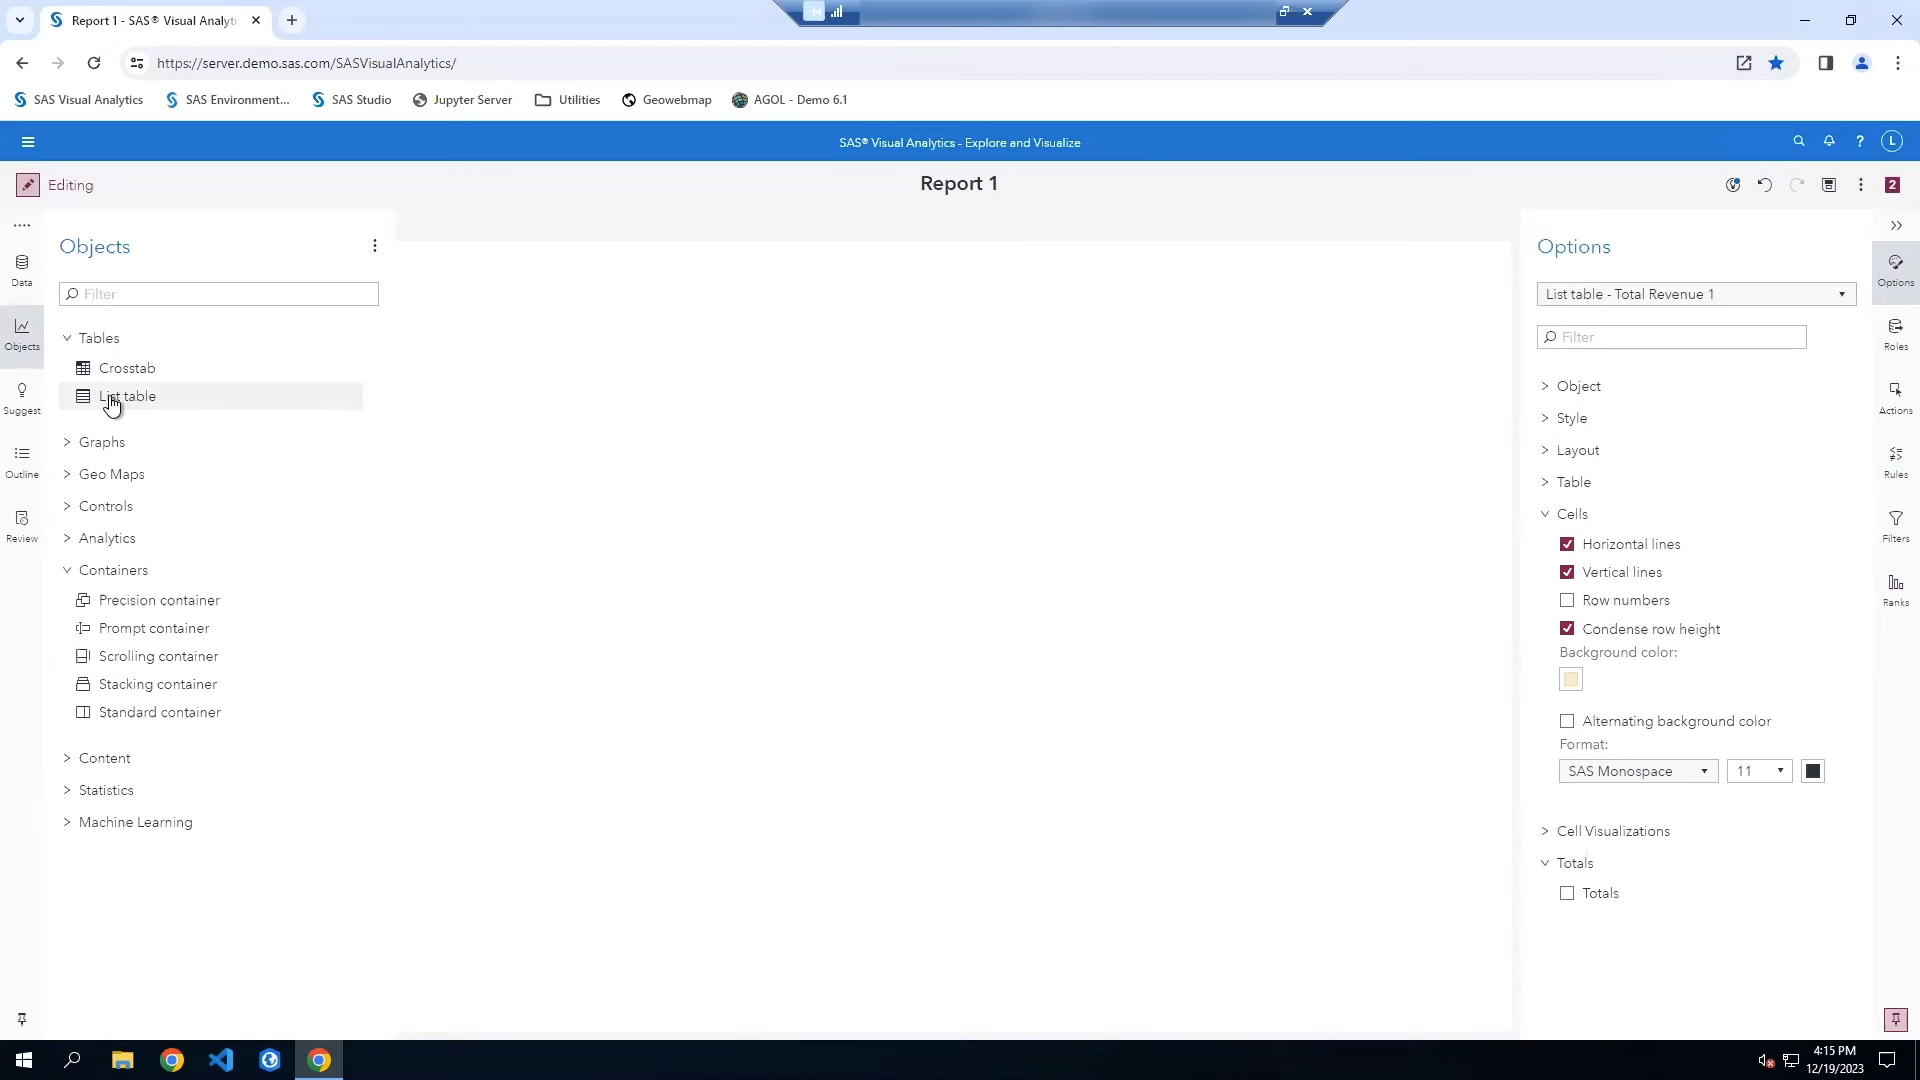 Report 1 - SAS® Visual Analyti
https://server.demo.sas.com/SASVisualAnalytics/
SAS Visual Analytics
SAS Environment...
SAS Studio
Jupyter Server
Utilities
Geowebmap
AGOL - Demo 6.1
SAS® Visual Analytics - Explore and Visualize
?
L
Editing
Report 1
2
Data
Objects
Suggest
Outline
Review
Objects
Filter
Tables
Crosstab
List table
Graphs
Geo Maps
Controls
Analytics
Containers
Precision container
Prompt container
Scrolling container
Stacking container
Standard container
Content
Statistics
Machine Learning
Options
List table - Total Revenue 1
Filter
Object
Style
Layout
Table
Cells
Horizontal lines
Vertical lines
Row numbers
Condense row height
Background color:
Alternating background color
Format:
SAS Monospace
11
Cell Visualizations
Totals
Totals
Options
Roles
Actions
Rules
Filters
Ranks
4:15 PM
12/19/2023